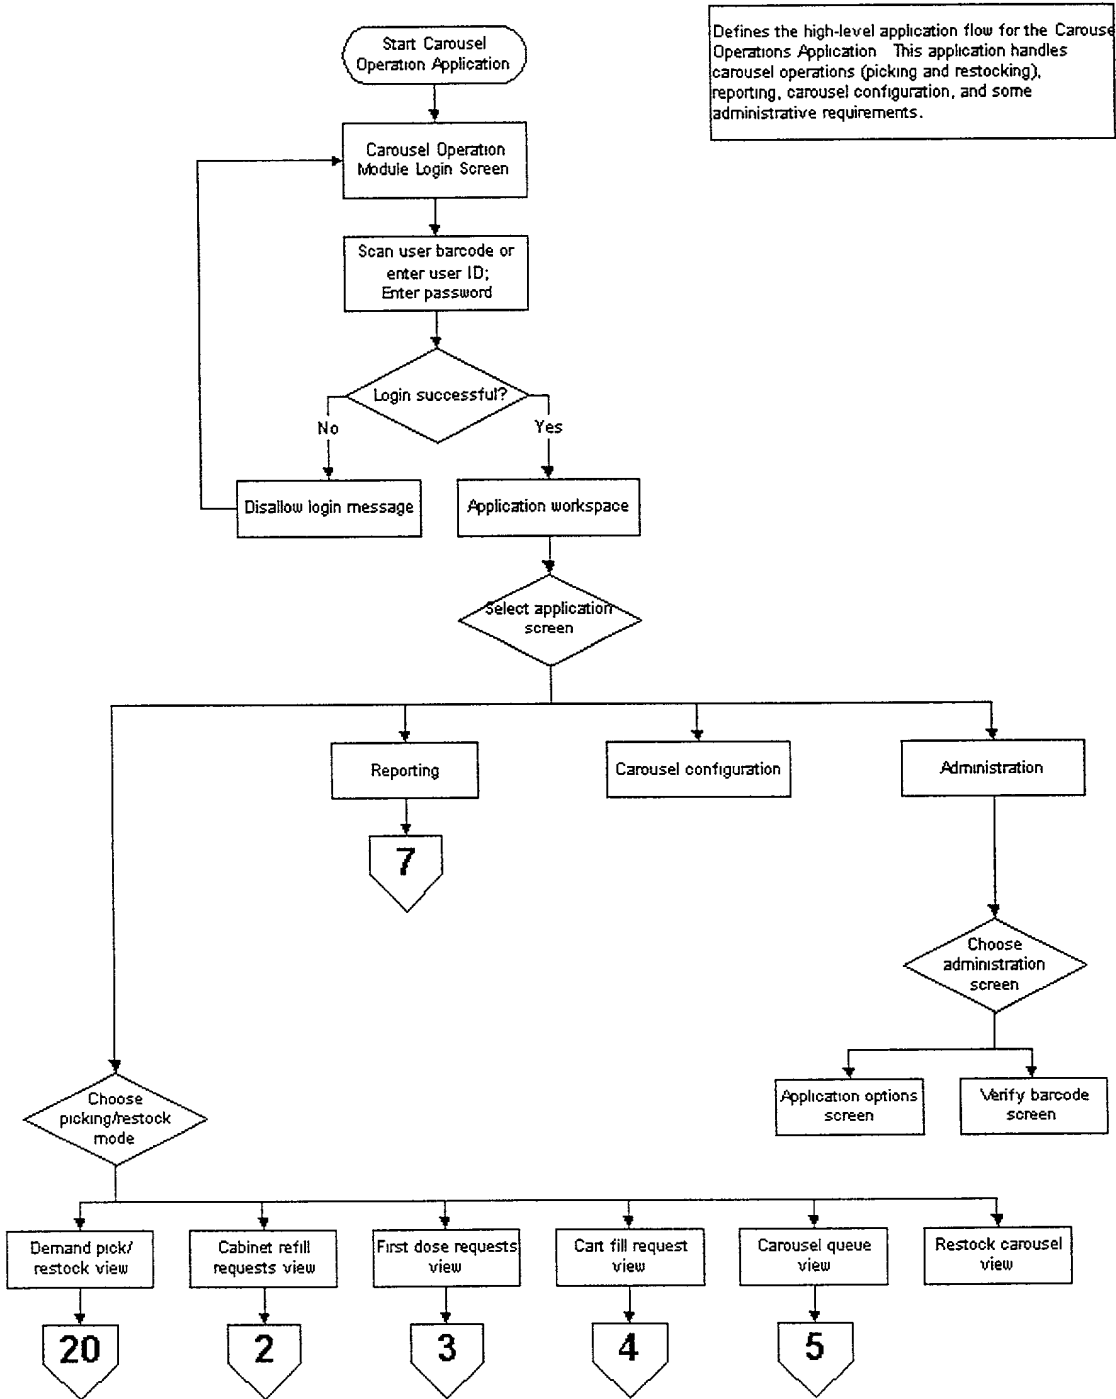 Start Carousel
Operation Application
Defines the high-level application flow for the Carouse
Operations Application  This application handles
carousel operations (picking and restocking),
reporting, carousel configuration, and some
administrative requirements.
Carousel Operation
Module Login Screen
Scan user barcode or
enter user ID;
Enter password
Login successful?
No
Yes
Disallow login message
Application workspace
Select application
screen
Reporting
Carousel configuration
Administration
7
Choose
administration
screen
Application options
screen
Verify barcode
screen
Choose
picking/restock
mode
Demand pick/
restock view
Cabinet refill
requests view
First dose requests
view
Cart fill request
view
Carousel queue
view
Restock carousel
view
20
2
3
4
5